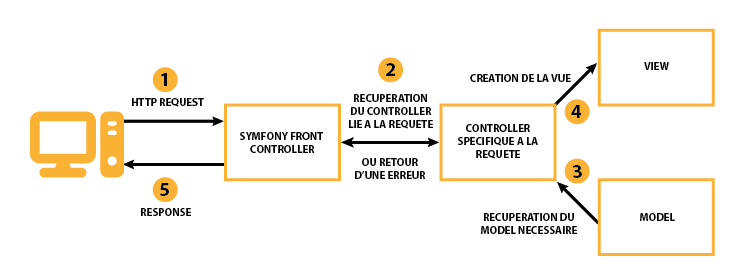 1
HTTP REQUEST
SYMFONY FRONT
CONTROLLER
5
RESPONSE
2
RECUPERATION
DU CONTROLLER
LIE A LA REQUETE
OU RETOUR
D'UNE ERREUR
CONTROLLER
SPECIFIQUE A LA
REQUETE
CREATION DE LA VUE
4
VIEW
3
RECUPERATION DU
MODEL NECESSAIRE
MODEL